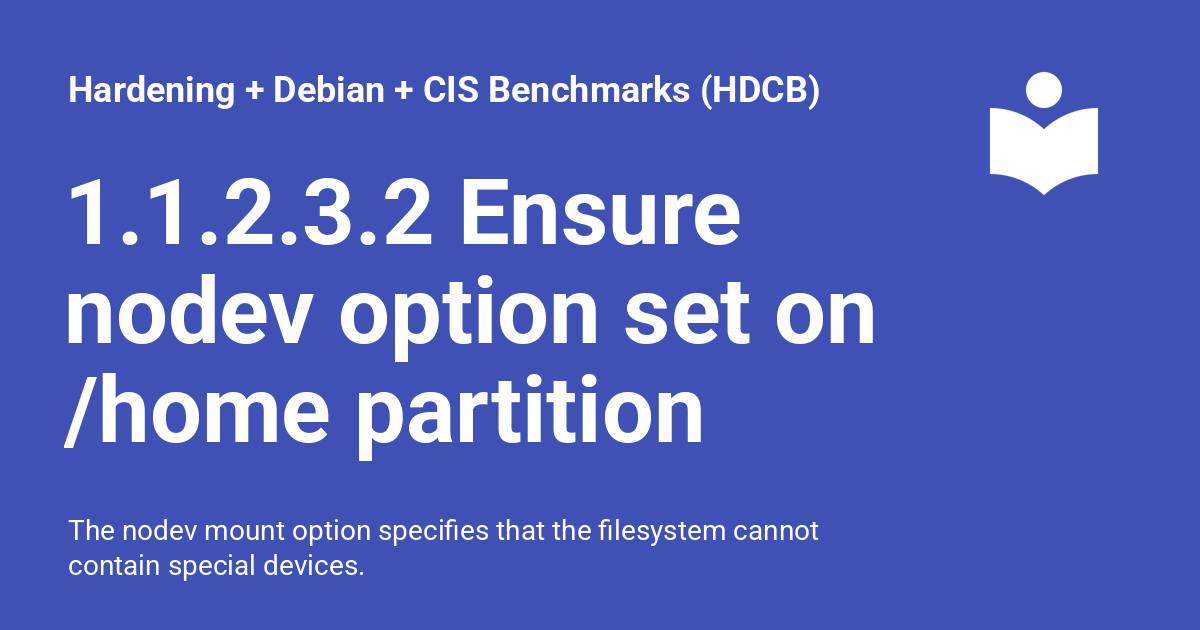 Hardening + Debian + CIS Benchmarks (HDCB)
1.1.2.3.2 Ensure
nodev option set on
/home partition
The nodev mount option specifies that the filesystem cannot
contain special devices.